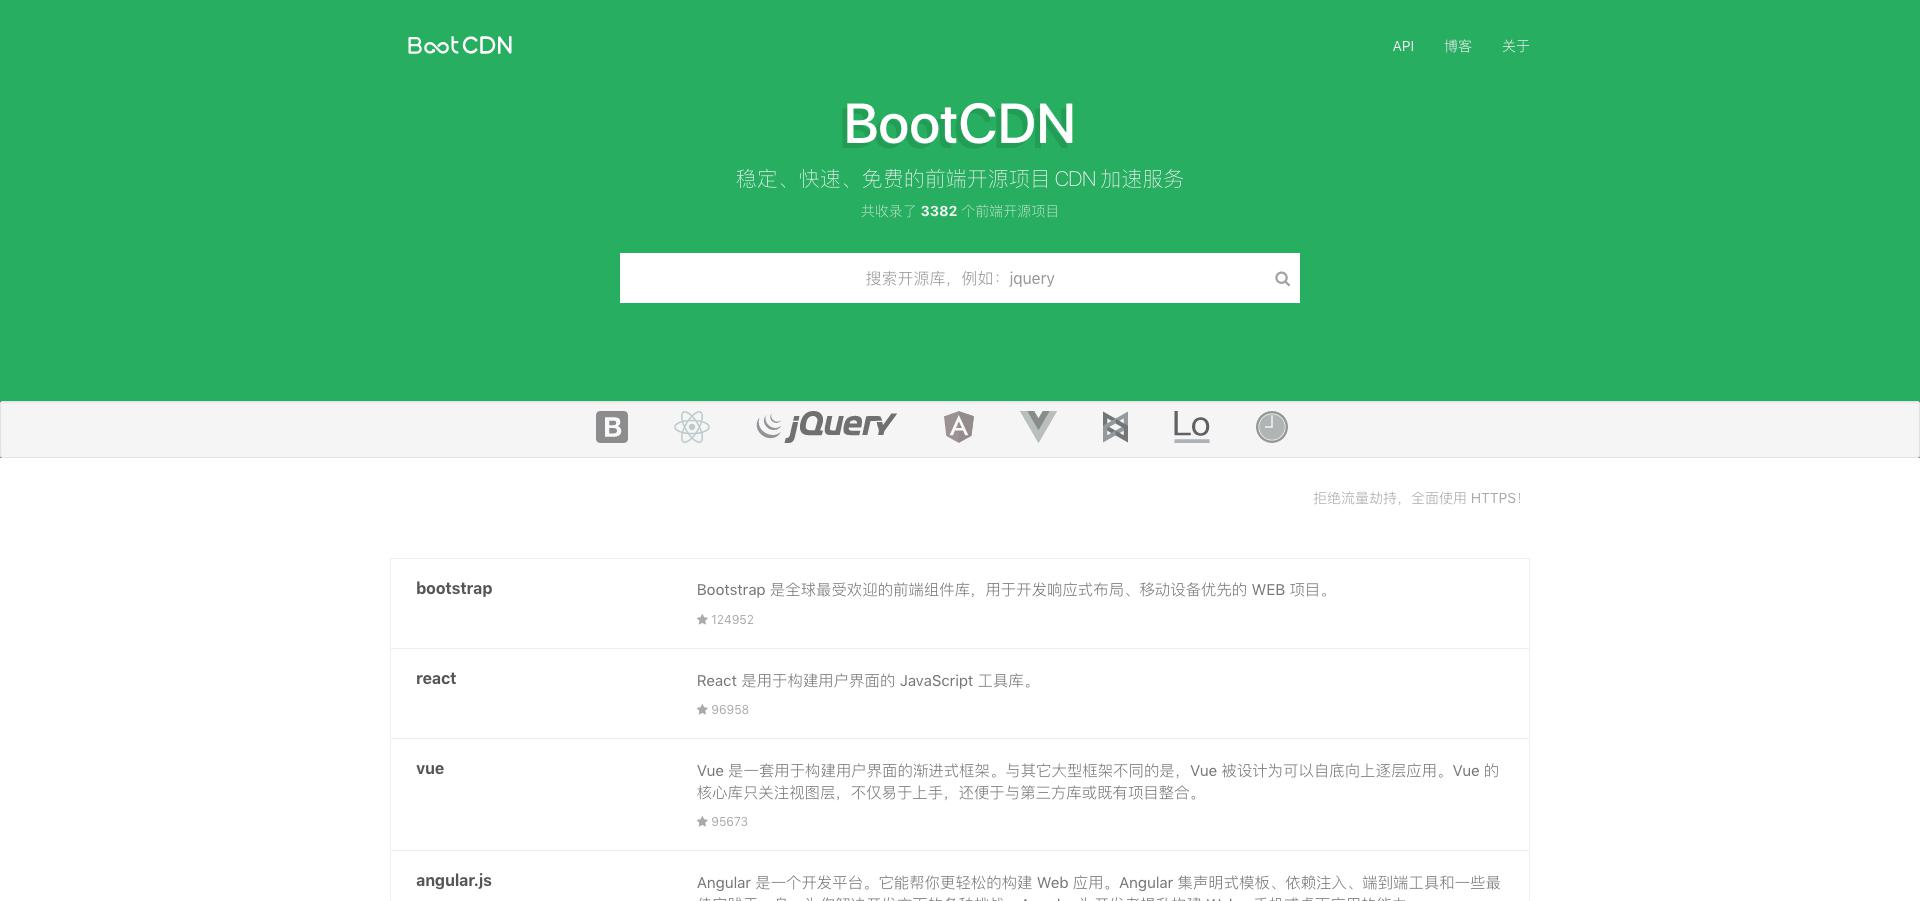 BootCDN
API 博客 关于
BootCDN
稳定、快速、免费的前端开源项目 CDN 加速服务
共收录了 3382 个前端开源项目
搜索开源库，例如：jquery
B jQuery A Lo
拒绝流量劫持，全面使用 HTTPS！
bootstrap
Bootstrap 是全球最受欢迎的前端组件库，用于开发响应式布局、移动设备优先的 WEB 项目。
124952
react
React 是用于构建用户界面的 JavaScript 工具库。
96958
vue
Vue 是一套用于构建用户界面的渐进式框架。与其它大型框架不同的是，Vue 被设计为可以自底向上逐层应用。Vue 的
核心库只关注视图层，不仅易于上手，还便于与第三方库或既有项目整合。
95673
angular.js
Angular 是一个开发平台。它能帮你更轻松的构建 Web 应用。Angular 集声明式模板、依赖注入、端到端工具和一些最